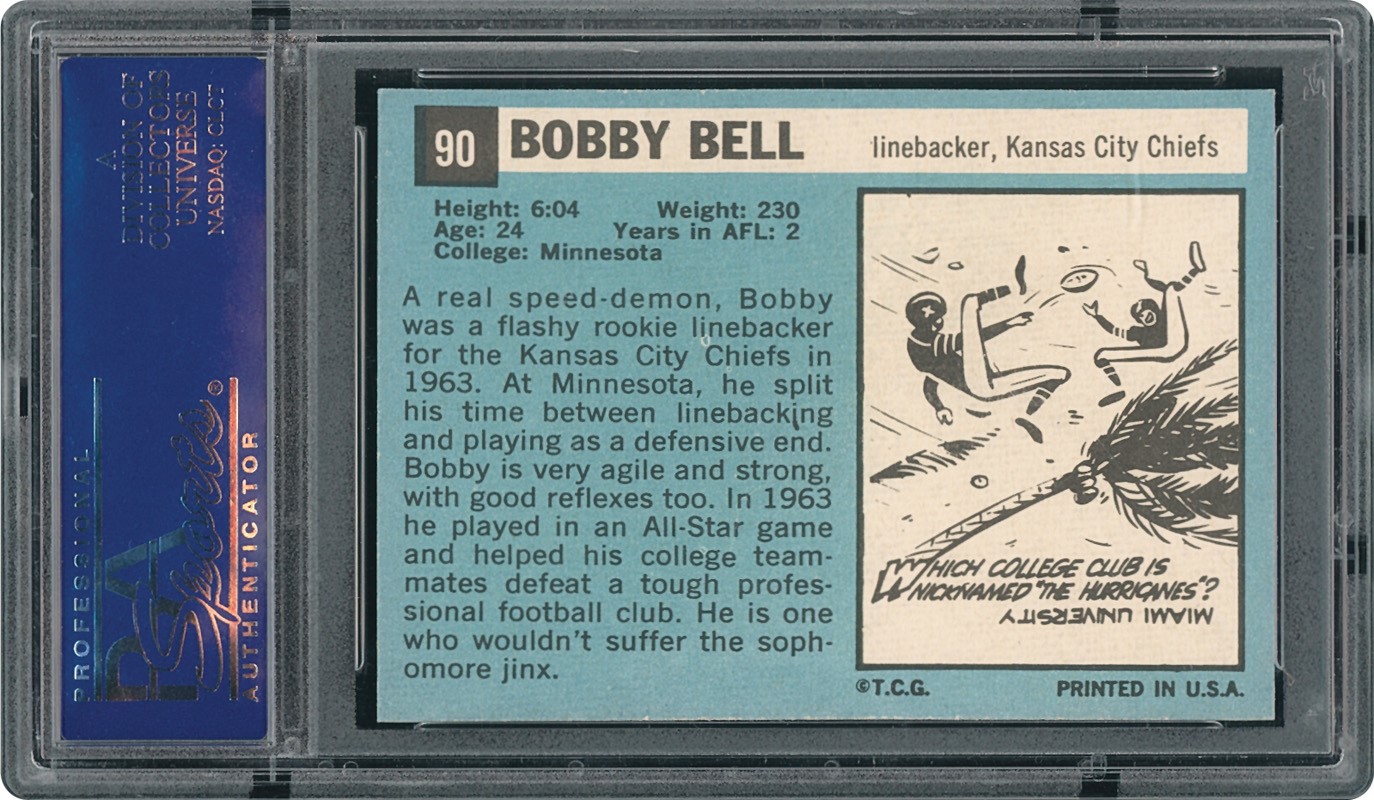 A
DIVISION OF
COLLECTORS
UNIVERSE
NASDAQ: CLCT
PROFESSIONAL
PSA
Sports®
AUTHENTICATOR
90 BOBBY BELL linebacker, Kansas City Chiefs
Height: 6:04 Weight: 230
Age: 24 Years in AFL: 2
College: Minnesota
A real speed-demon, Bobby
was a flashy rookie linebacker
for the Kansas City Chiefs in
1963. At Minnesota, he split
his time between linebacking
and playing as a defensive end.
Bobby is very agile and strong,
with good reflexes too. In 1963
he played in an All-Star game
and helped his college team-
mates defeat a tough profes-
sional football club. He is one
who wouldn't suffer the soph-
omore jinx.
WHICH COLLEGE CLUB IS
NICKNAMED "THE HURRICANES"?
MIAMI UNIVERSITY
©T.C.G. PRINTED IN U.S.A.